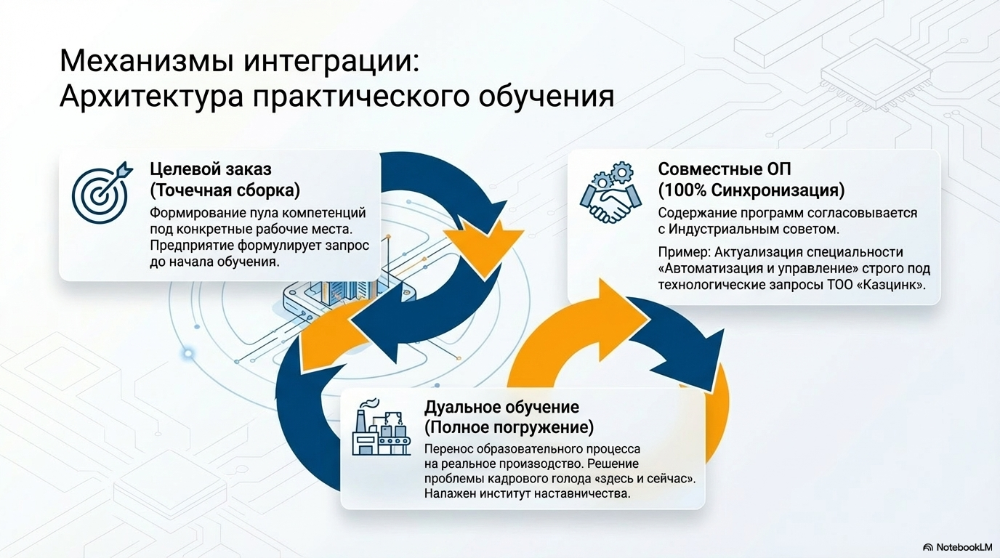 Механизмы интеграции:
Архитектура практического обучения
Целевой заказ
(Точечная сборка)
Формирование пула компетенций
под конкретные рабочие места.
Предприятие формулирует запрос
до начала обучения.
Совместные ОП
(100% Синхронизация)
Содержание программ согласовывается
с Индустриальным советом.
Пример: Актуализация специальности
«Автоматизация и управление» строго под
технологические запросы ТОО «Казцинк».
Дуальное обучение
(Полное погружение)
Перенос образовательного процесса
на реальное производство. Решение
проблемы кадрового голода «здесь и сейчас».
Налажен институт наставничества.
NotebookLM